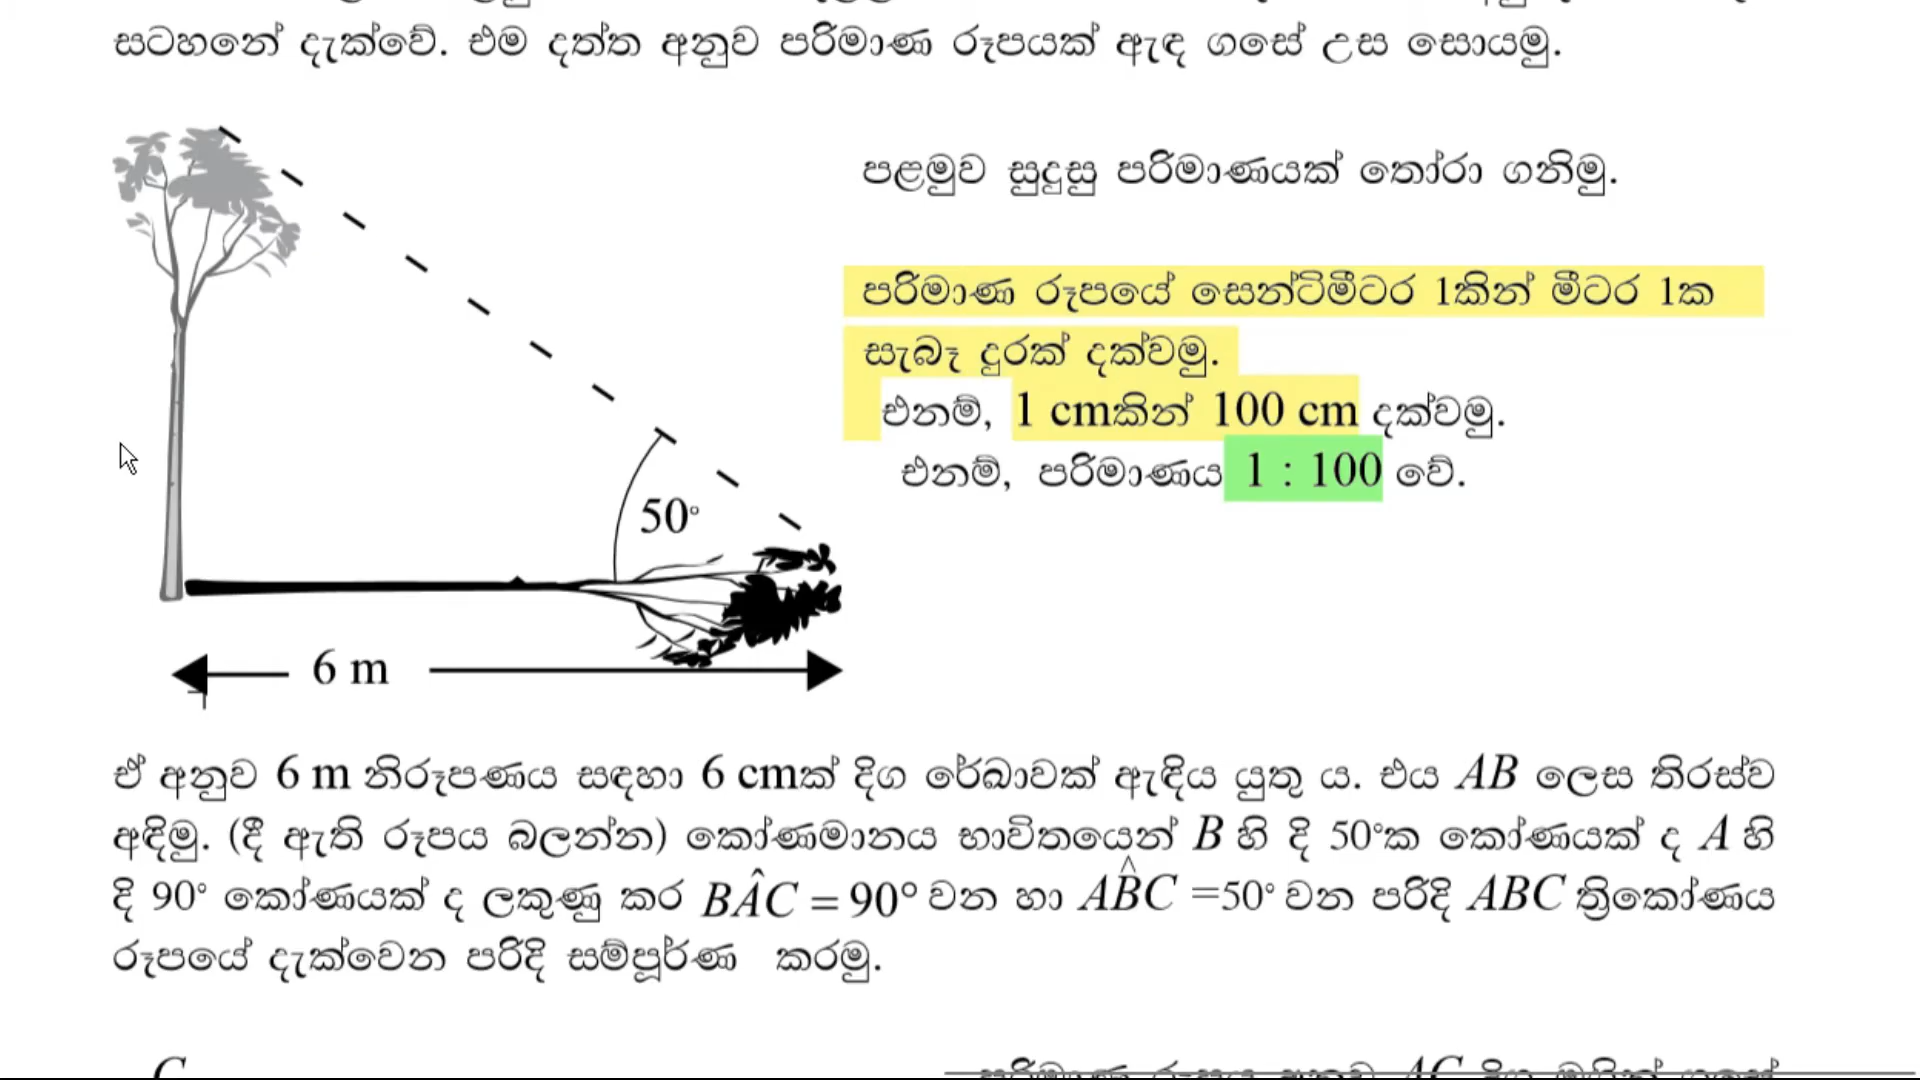 සටහනේ දැක්වේ. එම දත්ත අනුව පරිමාණ රූපයක් ඇඳ ගසේ උස සොයමු.
පළමුව සුදුසු පරිමාණයක් තෝරා ගනිමු.
පරිමාණ රූපයේ සෙන්ටිමීටර 1කින් මීටර 1ක
සැබෑ දුරක් දක්වමු.
එනම්, 1 cmකින් 100 cm දක්වමු.
එනම්, පරිමාණය 1 : 100 වේ.
50°
6 m
ඒ අනුව 6 m නිරූපණය සඳහා 6 cmක් දිග රේඛාවක් ඇඳිය යුතු ය. එය AB ලෙස තිරස්ව
අඳිමු. (දී ඇති රූපය බලන්න) කෝණමානය භාවිතයෙන් B හි දි 50°ක කෝණයක් ද A හි
දි 90° කෝණයක් ද ලකුණු කර BÂC = 90° වන හා AB̂C =50° වන පරිදි ABC ත්‍රිකෝණය
රූපයේ දැක්වෙන පරිදි සම්පූර්ණ කරමු.
C